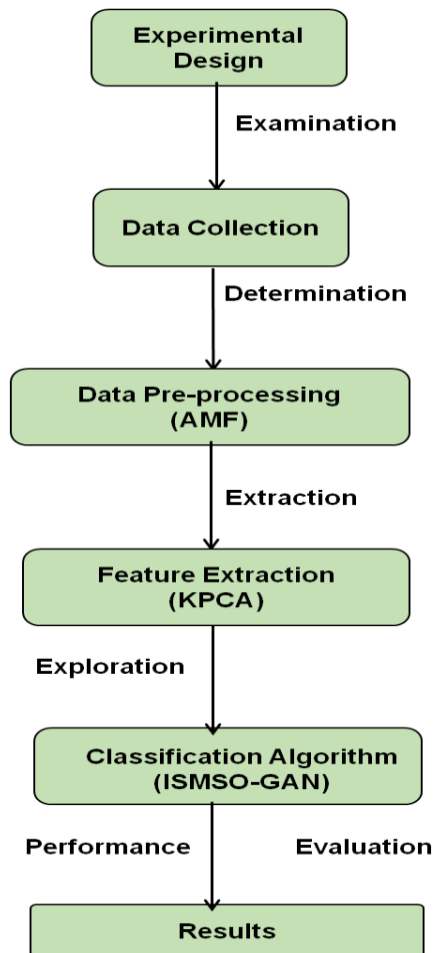 Experimental
Design
Examination
Data Collection
Determination
Data Pre-processing
(AMF)
Extraction
Feature Extraction
(KPCA)
Exploration
Classification Algorithm
(ISMSO-GAN)
Performance Evaluation
Results